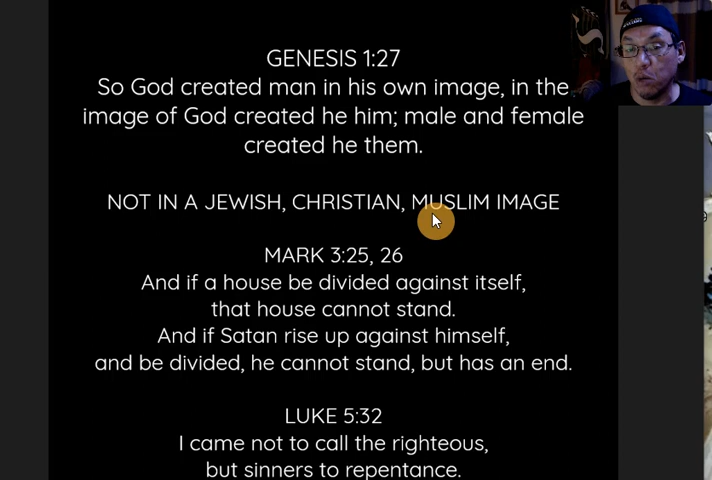 GENESIS 1:27
So God created man in his own image, in the
image of God created he him; male and female
created he them.
NOT IN A JEWISH, CHRISTIAN, MUSLIM IMAGE
MARK 3:25, 26
And if a house be divided against itself,
that house cannot stand.
And if Satan rise up against himself,
and be divided, he cannot stand, but has an end.
LUKE 5:32
I came not to call the righteous,
but sinners to repentance.